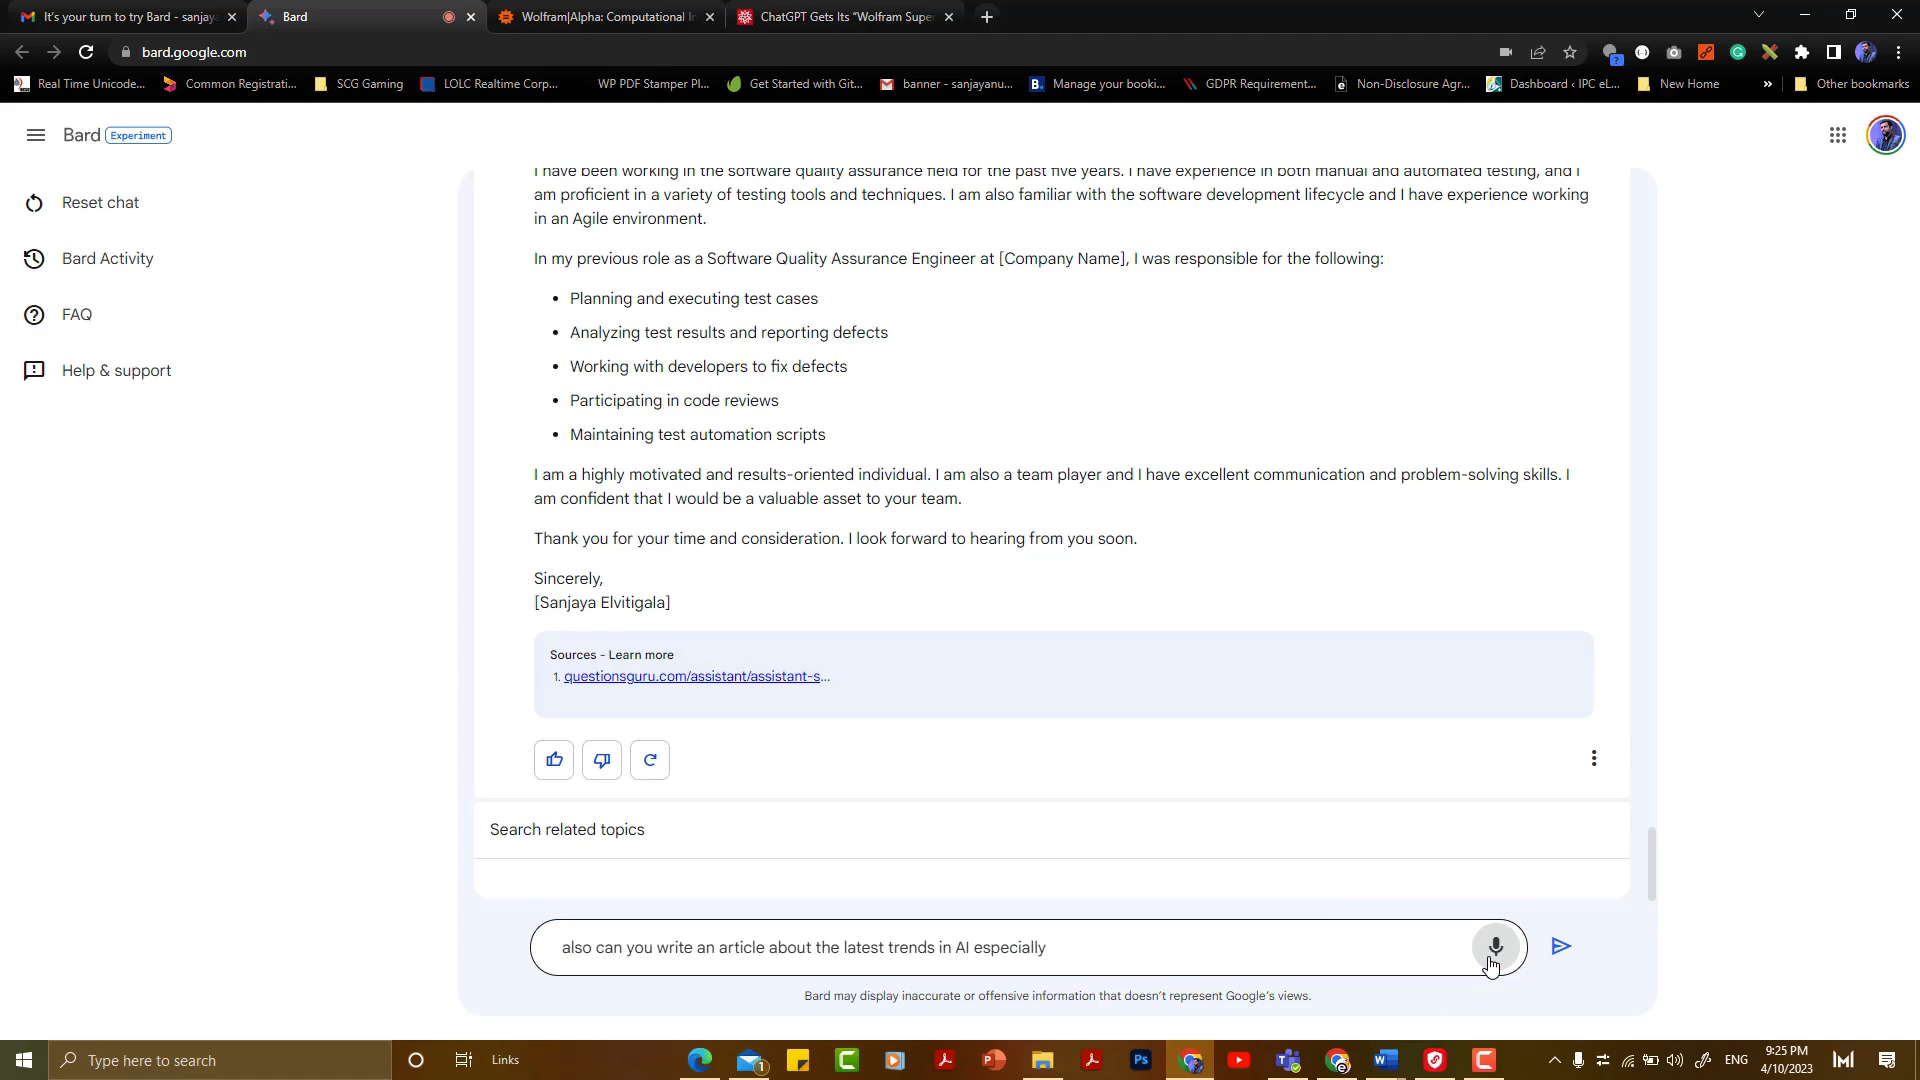 It's your turn to try Bard - sanjay
Bard
Wolfram|Alpha: Computational In
ChatGPT Gets Its "Wolfram Super
bard.google.com
Real Time Unicode...
Common Registrati...
SCG Gaming
LOLC Realtime Corp...
WP PDF Stamper Pl...
Get Started with Git...
banner - sanjayanu...
Manage your booki...
GDPR Requirement...
Non-Disclosure Agr...
Dashboard ‹ IPC eL...
New Home
»
Other bookmarks
Bard Experiment
Reset chat
Bard Activity
FAQ
Help & support
I have been working in the software quality assurance field for the past five years. I have experience in both manual and automated testing, and I
am proficient in a variety of testing tools and techniques. I am also familiar with the software development lifecycle and I have experience working
in an Agile environment.
In my previous role as a Software Quality Assurance Engineer at [Company Name], I was responsible for the following:
• Planning and executing test cases
• Analyzing test results and reporting defects
• Working with developers to fix defects
• Participating in code reviews
• Maintaining test automation scripts
I am a highly motivated and results-oriented individual. I am also a team player and I have excellent communication and problem-solving skills. I
am confident that I would be a valuable asset to your team.
Thank you for your time and consideration. I look forward to hearing from you soon.
Sincerely,
[Sanjaya Elvitigala]
Sources - Learn more
1. questionsguru.com/assistant/assistant-s...
Search related topics
also can you write an article about the latest trends in AI especially
Bard may display inaccurate or offensive information that doesn't represent Google's views.
Type here to search
Links
1
Ps
ENG
9:25 PM
4/10/2023